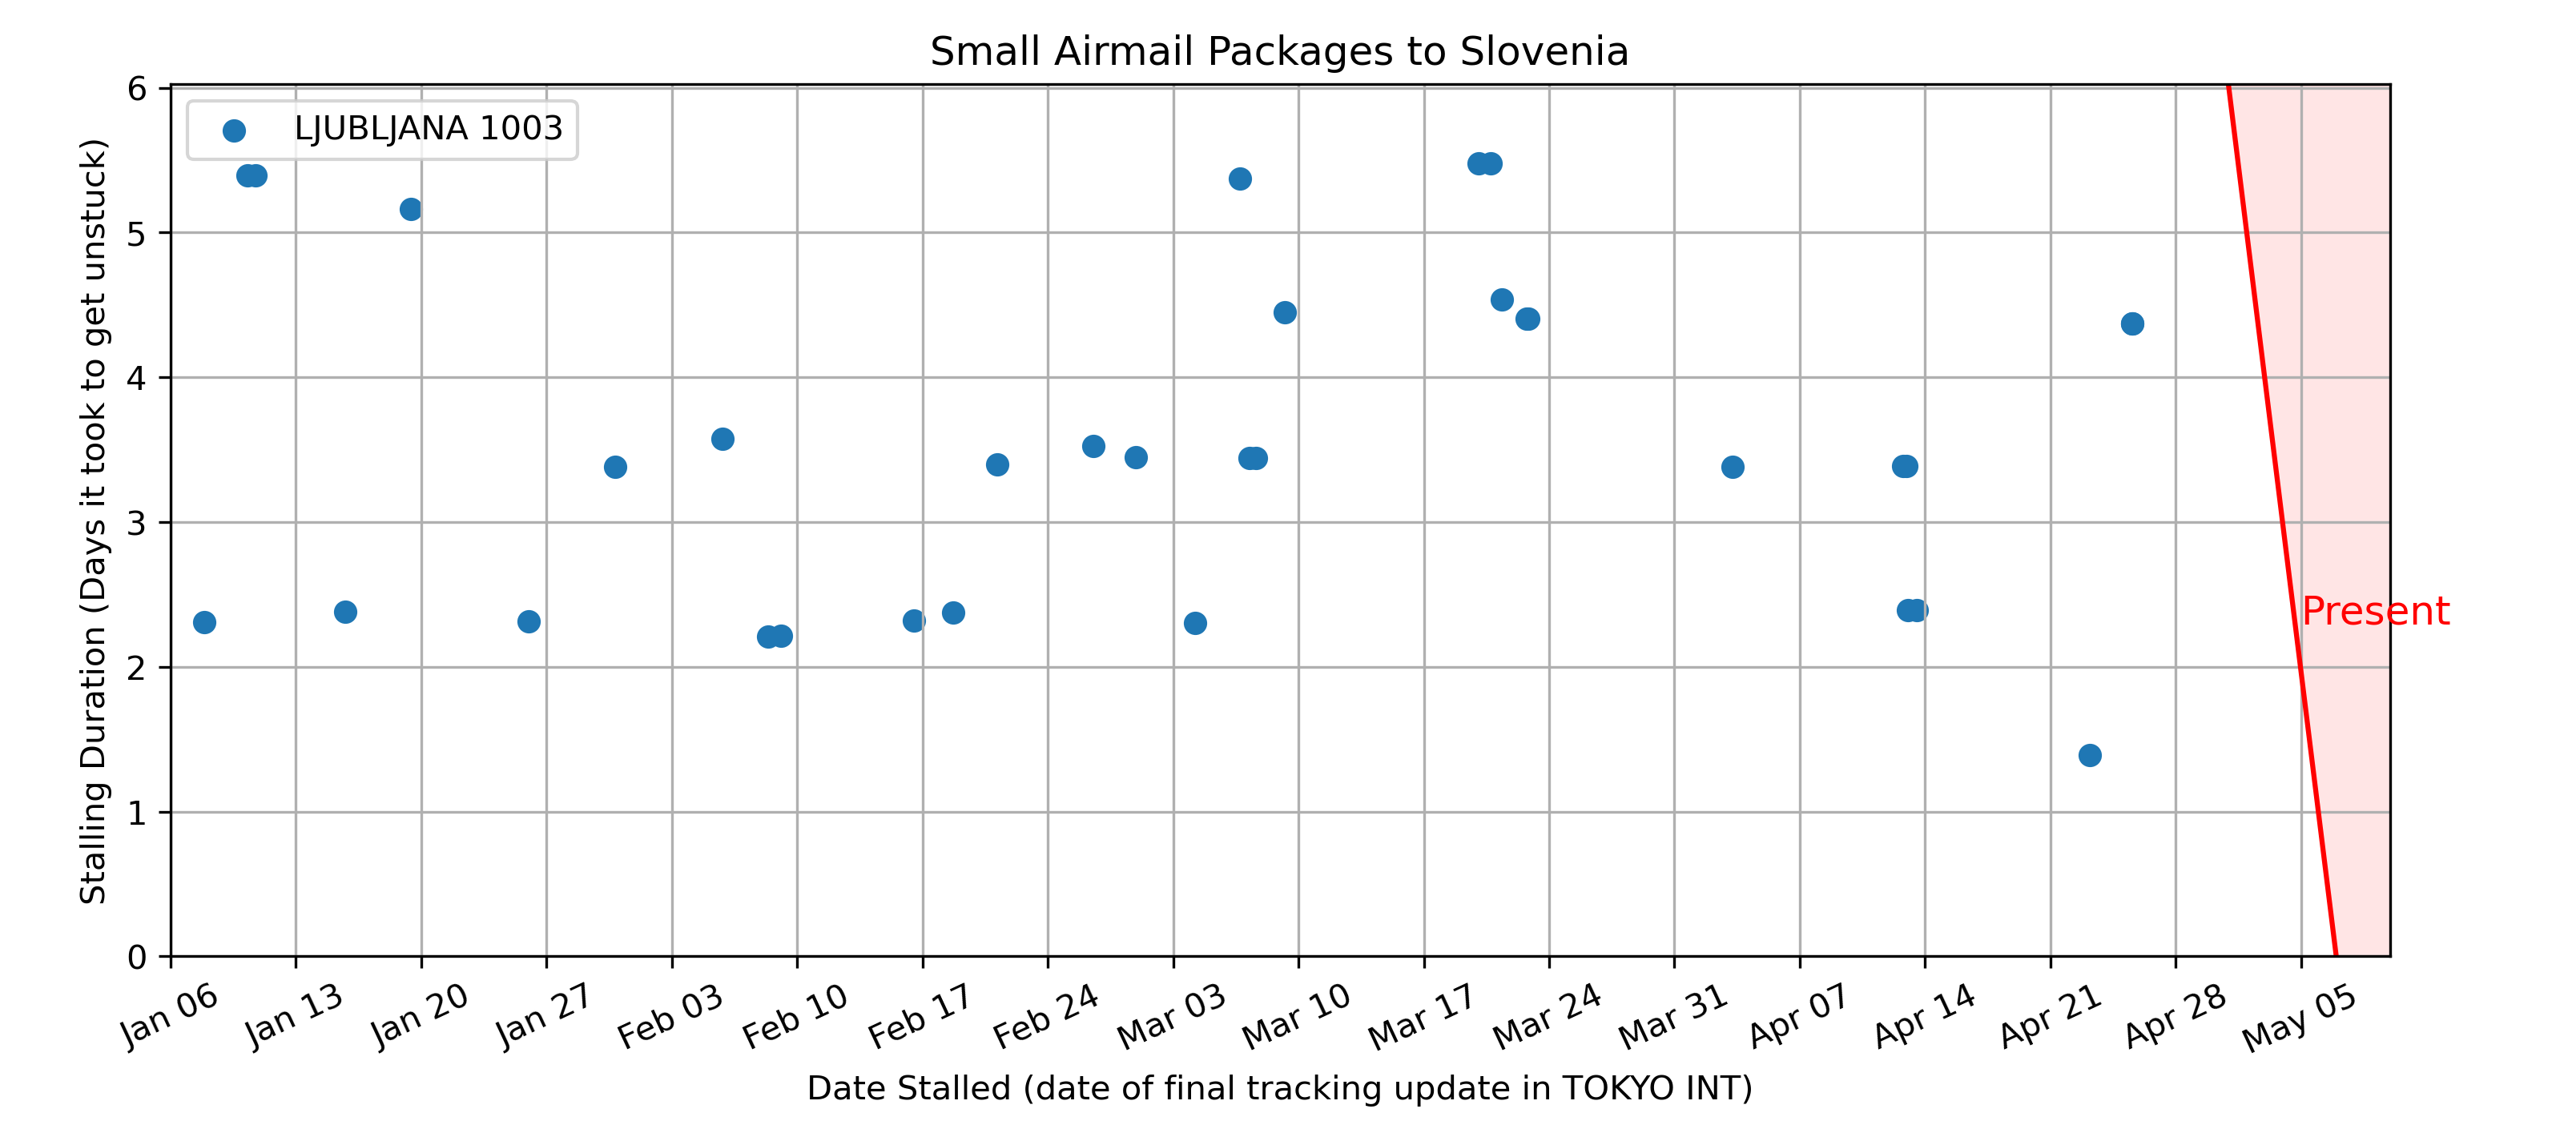 Small Airmail Packages to Slovenia
LJUBLJANA 1003
Stalling Duration (Days it took to get unstuck)
6
5
4
3
2
1
0
Present
Jan 06
Jan 13
Jan 20
Jan 27
Feb 03
Feb 10
Feb 17
Feb 24
Mar 03
Mar 10
Mar 17
Mar 24
Mar 31
Apr 07
Apr 14
Apr 21
Apr 28
May 05
Date Stalled (date of final tracking update in TOKYO INT)